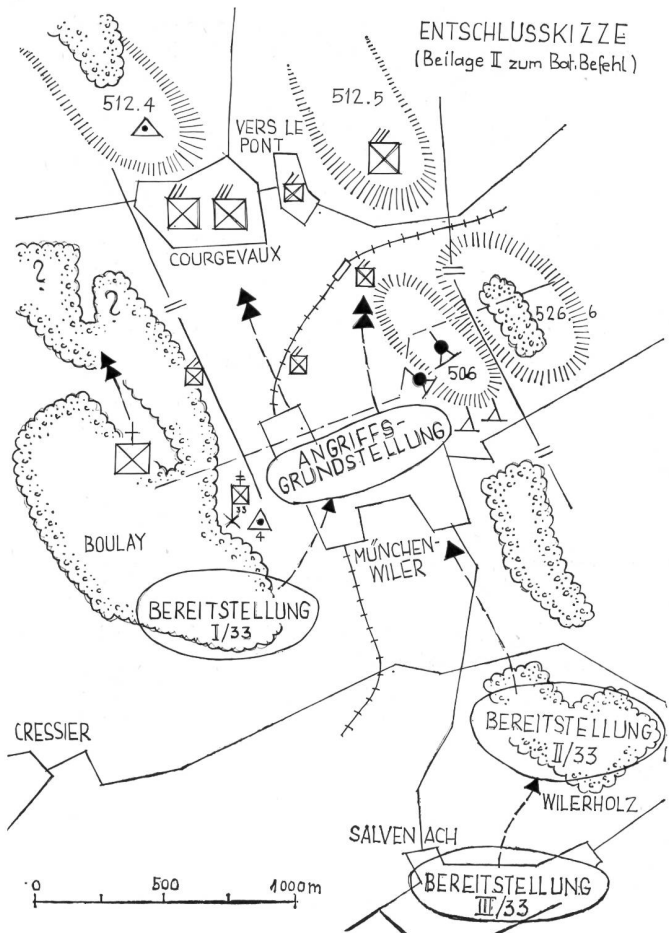 ENTSCHLUSSKIZZE
(Beilage II zum Bat. Befehl)
512.4
512.5
VERS LE
PONT
COURGEVAUX
?
?
526 6
506
ANGRIFFS-
GRUNDSTELLUNG
33
4
BOULAY
MÜNCHEN-
WILER
BEREITSTELLUNG
I/33
CRESSIER
BEREITSTELLUNG
II/33
WILERHOLZ
SALVENACH
BEREITSTELLUNG
III/33
0 500 1000m